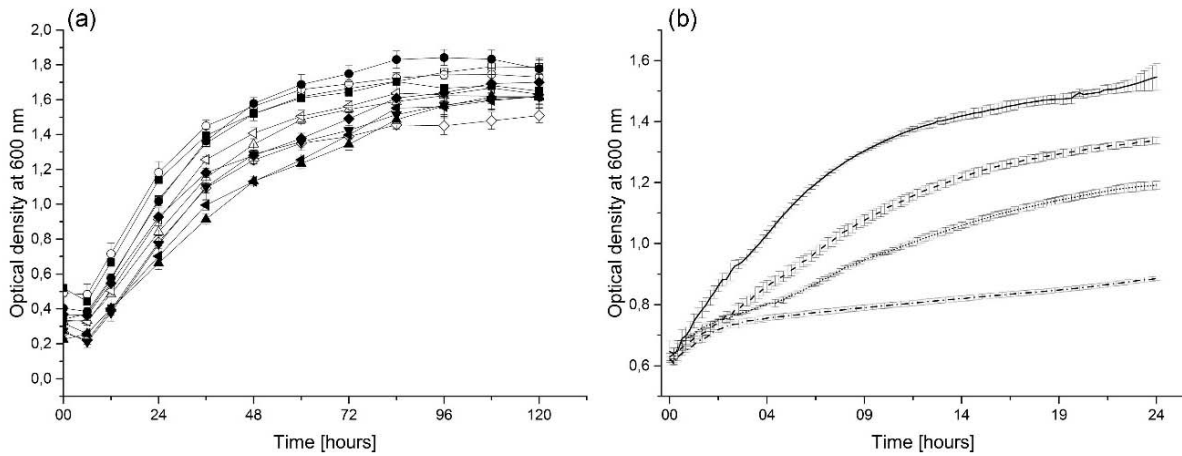 (a)
2,0
1,8
1,6
1,4
1,2
1,0
0,8
0,6
0,4
0,2
0,0
Optical density at 600 nm
00 24 48 72 96 120
Time [hours]
(b)
1,6
1,4
1,2
1,0
0,8
0,6
Optical density at 600 nm
00 04 09 14 19 24
Time [hours]